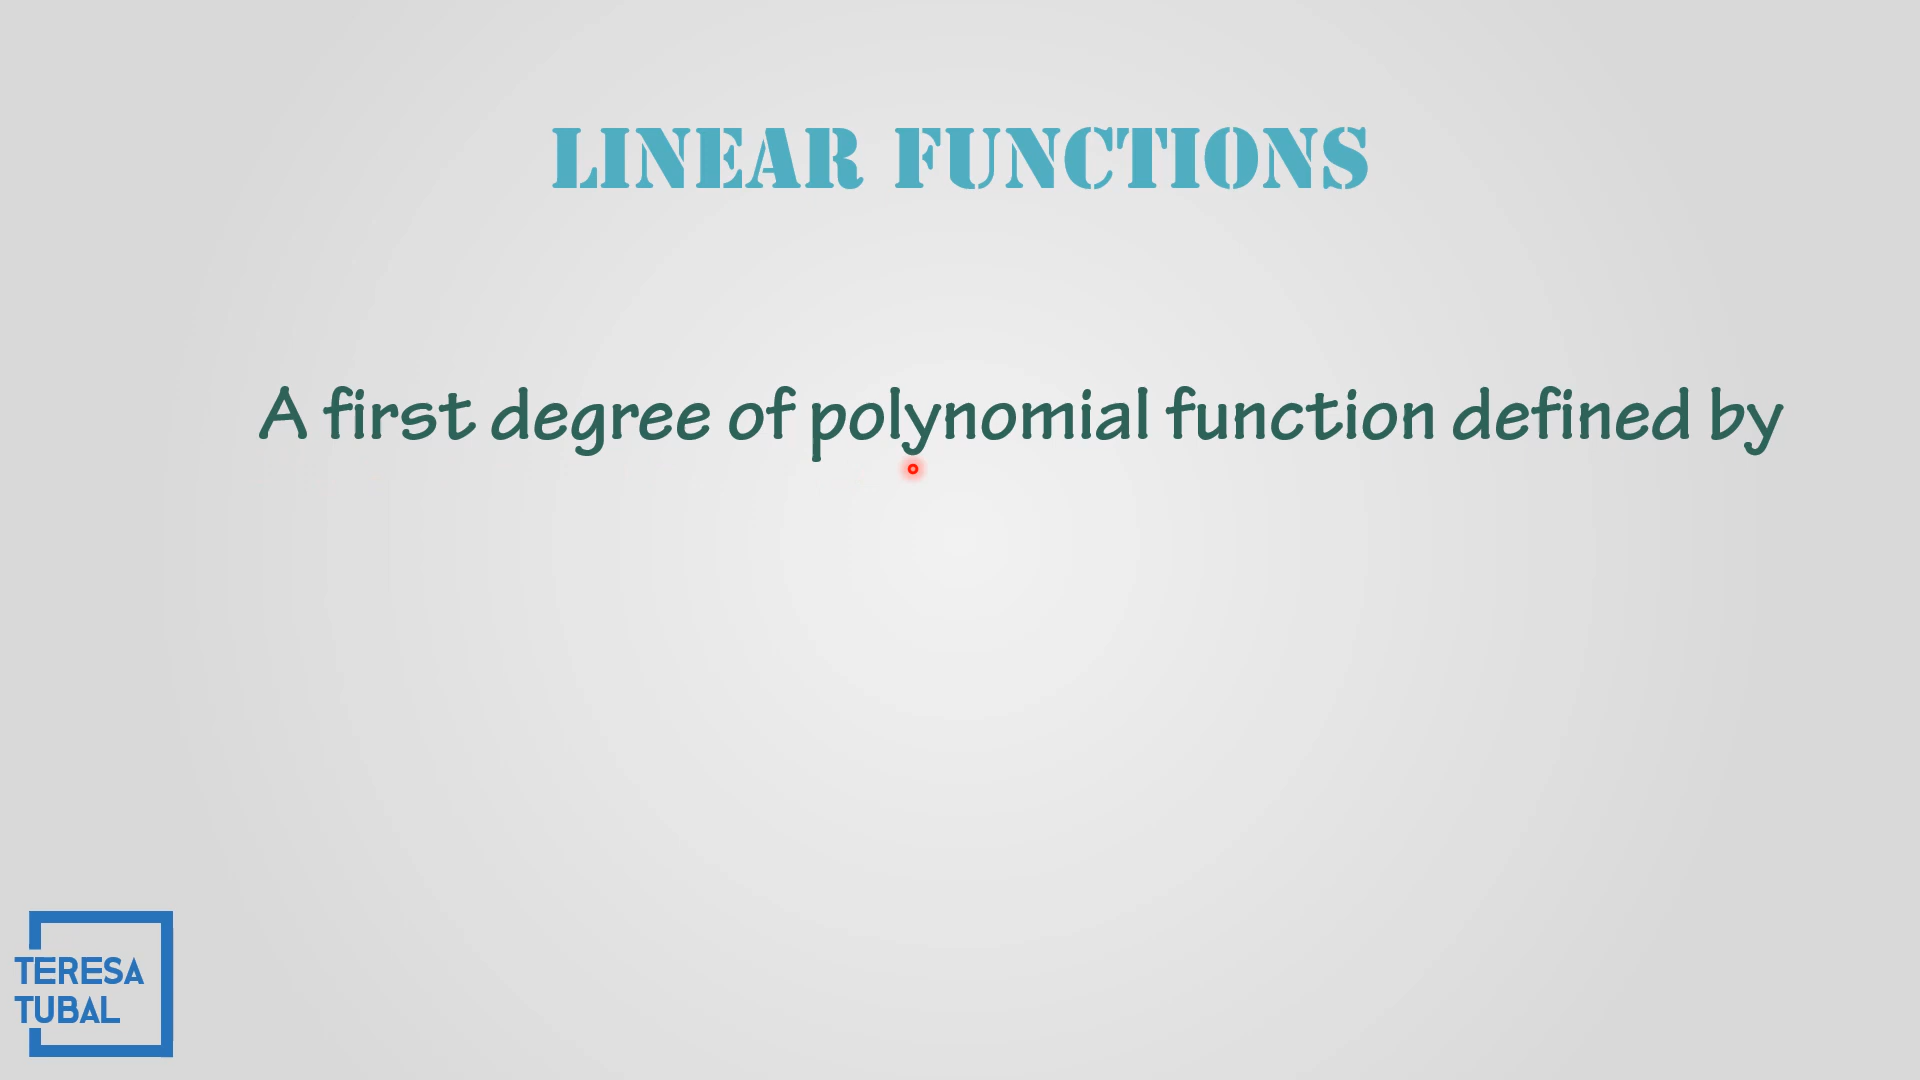 LINEAR FUNCTIONS
A first degree of polynomial function defined by
TERESA
TUBAL